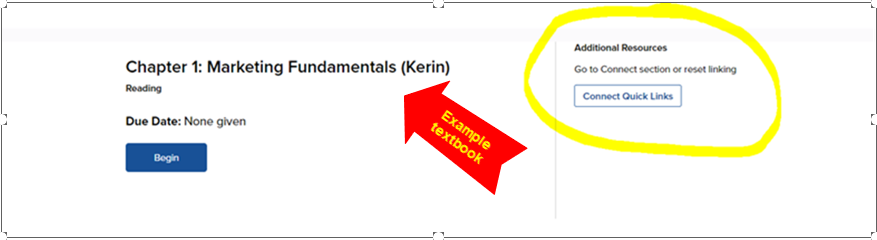 Chapter 1: Marketing Fundamentals (Kerin)
Reading
Due Date: None given
Begin
Example
textbook
Additional Resources
Go to Connect section or reset linking
Connect Quick Links